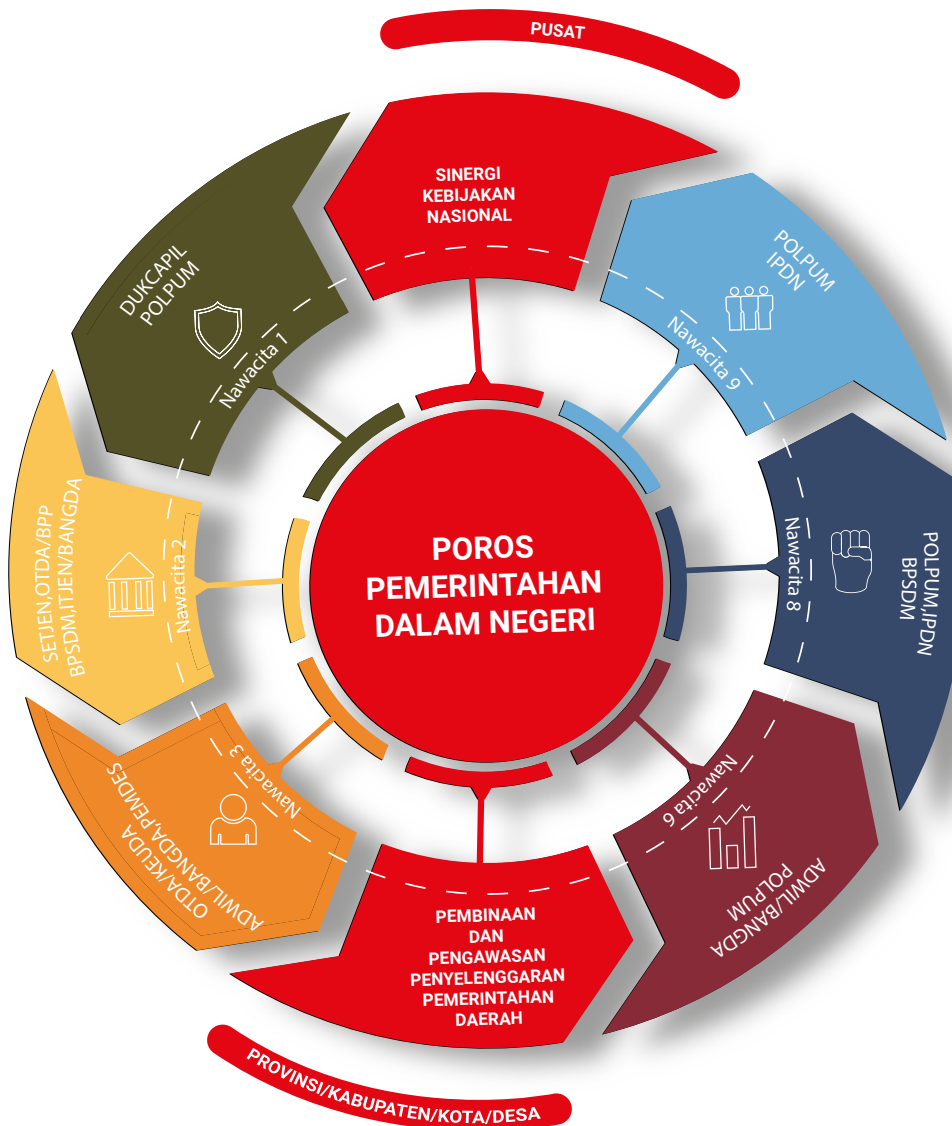 PUSAT
SINERGI
KEBIJAKAN
NASIONAL
POLPUM
IPDN
Nawacita 9
POLPUM,IPDN
BPSDM
Nawacita 8
ADWIL/BANGDA
POLPUM
Nawacita 6
PEMBINAAN
DAN
PENGAWASAN
PENYELENGGARAN
PEMERINTAHAN
DAERAH
PROVINSI/KABUPATEN/KOTA/DESA
OTDA/KEUDA
ADWIL/BANGDA,PEMDES
Nawacita 3
SETJEN,OTDA/BPP
BPSDM,ITJEN/BANGDA
Nawacita 2
DUKCAPIL
POLPUM
Nawacita 1
POROS
PEMERINTAHAN
DALAM NEGERI